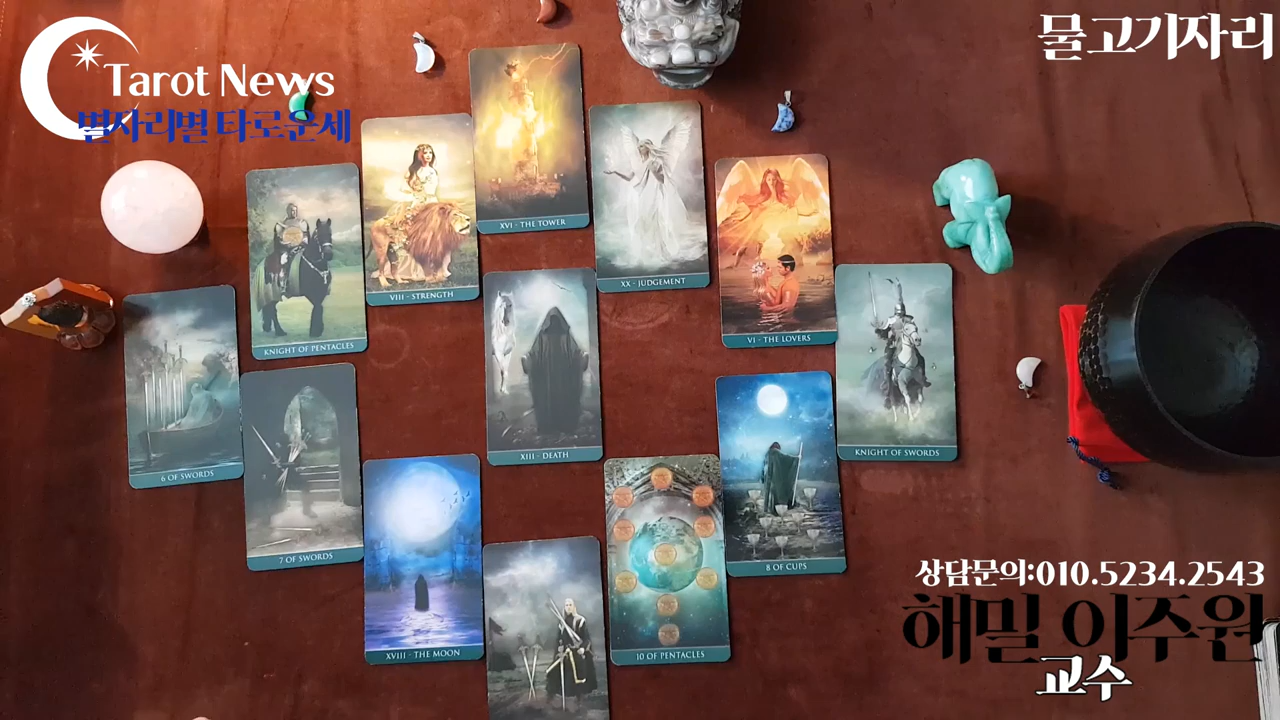 Tarot News
별자리별 타로운세
물고기자리
XVI - THE TOWER
VIII - STRENGTH
XX - JUDGEMENT
KNIGHT OF PENTACLES
VI - THE LOVERS
6 OF SWORDS
XIII - DEATH
KNIGHT OF SWORDS
7 OF SWORDS
8 OF CUPS
XVIII - THE MOON
10 OF PENTACLES
상담문의:010.5234.2543
해밀 이주원
교수